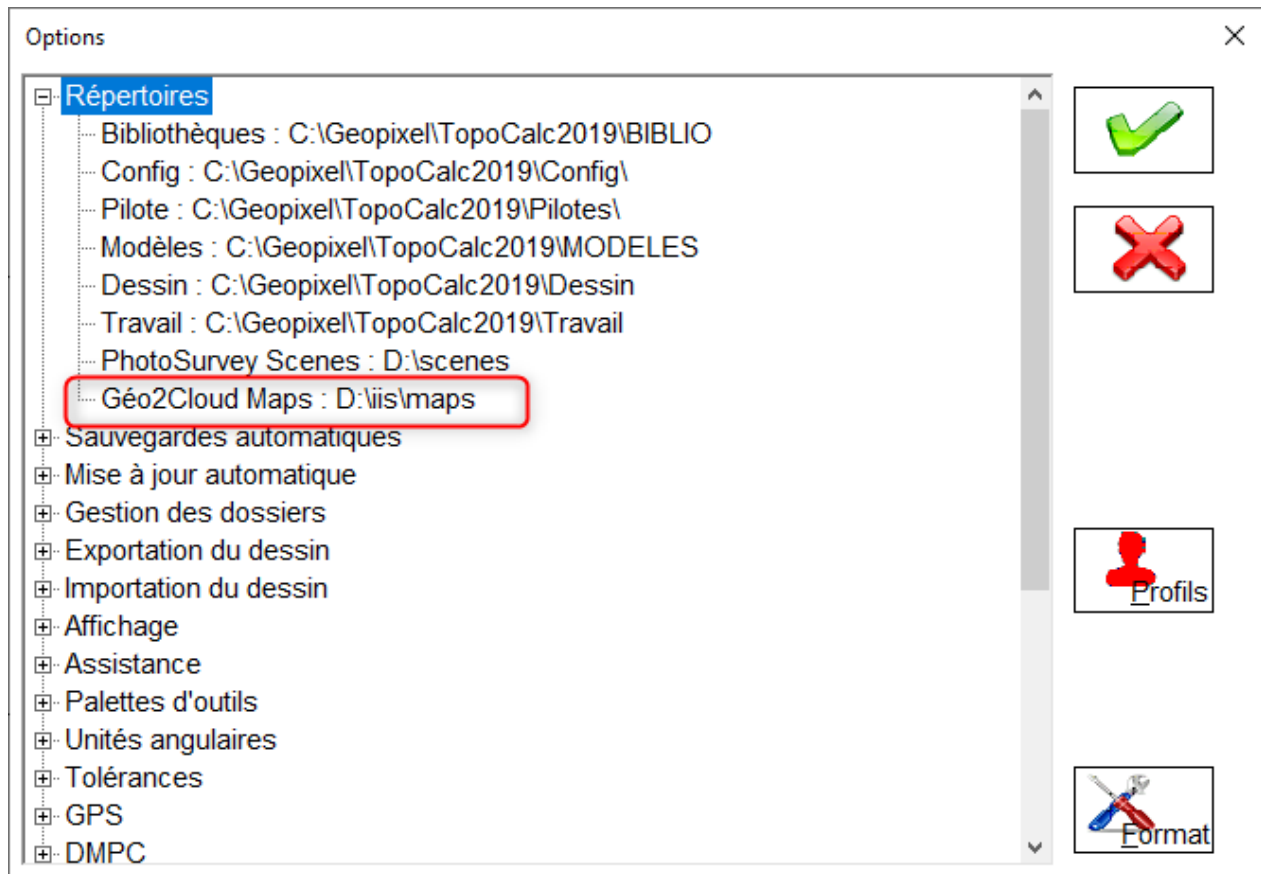 Options
Répertoires
Bibliothèques : C:\Geopixel\TopoCalc2019\BIBLIO
Config : C:\Geopixel\TopoCalc2019\Config\
Pilote : C:\Geopixel\TopoCalc2019\Pilotes\
Modèles : C:\Geopixel\TopoCalc2019\MODELES
Dessin : C:\Geopixel\TopoCalc2019\Dessin
Travail : C:\Geopixel\TopoCalc2019\Travail
PhotoSurvey Scenes : D:\scenes
Géo2Cloud Maps : D:\iis\maps
Sauvegardes automatiques
Mise à jour automatique
Gestion des dossiers
Exportation du dessin
Importation du dessin
Affichage
Assistance
Palettes d'outils
Unités angulaires
Tolérances
GPS
DMPC
Profils
Format